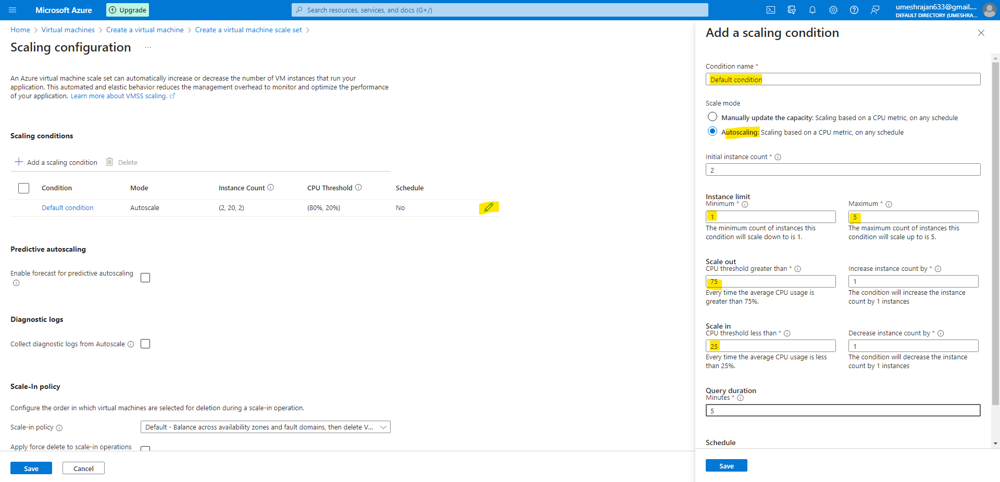 Microsoft Azure
Upgrade
Search resources, services, and docs (G+/)
umeshrajan633@gmail....
DEFAULT DIRECTORY (UMESHRA...
Home > Virtual machines > Create a virtual machine > Create a virtual machine scale set >
Scaling configuration ...
An Azure virtual machine scale set can automatically increase or decrease the number of VM instances that run your
application. This automated and elastic behavior reduces the management overhead to monitor and optimize the performance
of your application. Learn more about VMSS scaling.
Scaling conditions
Add a scaling condition
Delete
Condition Mode Instance Count CPU Threshold Schedule
Default condition Autoscale (2, 20, 2) (80%, 20%) No
Predictive autoscaling
Enable forecast for predictive autoscaling
Diagnostic logs
Collect diagnostic logs from Autoscale
Scale-In policy
Configure the order in which virtual machines are selected for deletion during a scale-in operation.
Scale-in policy
Default - Balance across availability zones and fault domains, then delete V...
Apply force delete to scale-in operations
Save
Cancel
Add a scaling condition
Condition name *
Default condition
Scale mode
Manually update the capacity: Scaling based on a CPU metric, on any schedule
Autoscaling: Scaling based on a CPU metric, on any schedule
Initial instance count *
2
Instance limit
Minimum *
1
The minimum count of instances this
condition will scale down to is 1.
Maximum *
5
The maximum count of instances this
condition will scale up to is 5.
Scale out
CPU threshold greater than *
75
Every time the average CPU usage is
greater than 75%.
Increase instance count by *
1
The condition will increase the instance
count by 1 instances
Scale in
CPU threshold less than *
25
Every time the average CPU usage is less
than 25%.
Decrease instance count by *
1
The condition will decrease the instance
count by 1 instances
Query duration
Minutes *
5
Schedule
Save